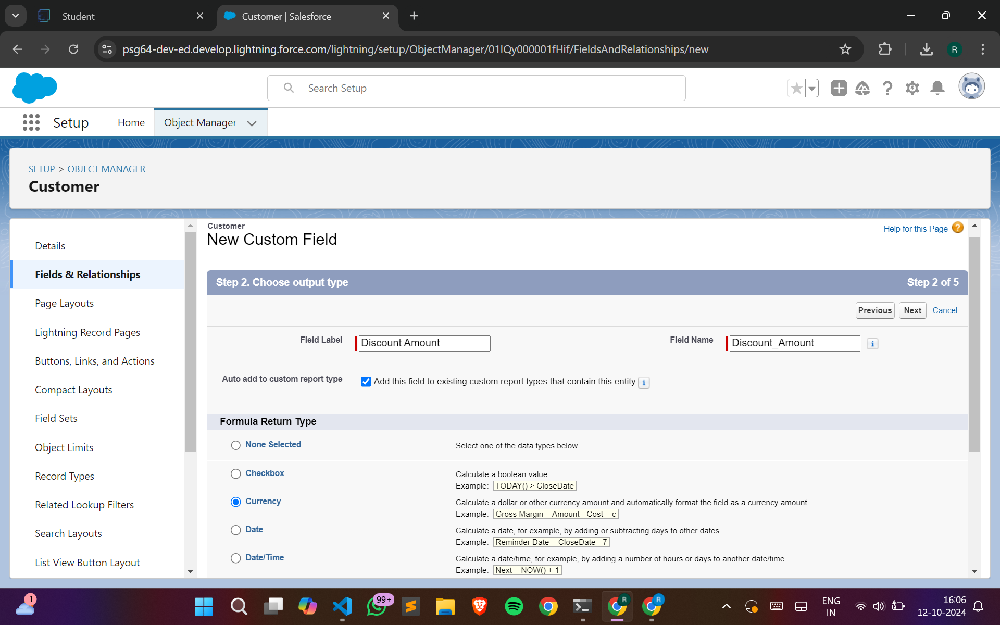 - Student
Customer | Salesforce
psg64-dev-ed.develop.lightning.force.com/lightning/setup/ObjectManager/01IQy000001fHif/FieldsAndRelationships/new
R
Search Setup
Setup
Home
Object Manager
SETUP > OBJECT MANAGER
Customer
Details
Fields & Relationships
Page Layouts
Lightning Record Pages
Buttons, Links, and Actions
Compact Layouts
Field Sets
Object Limits
Record Types
Related Lookup Filters
Search Layouts
List View Button Layout
Customer
New Custom Field
Help for this Page
Step 2. Choose output type
Step 2 of 5
Previous
Next
Cancel
Field Label
Discount Amount
Field Name
Discount_Amount
Auto add to custom report type
Add this field to existing custom report types that contain this entity
Formula Return Type
None Selected
Select one of the data types below.
Checkbox
Calculate a boolean value
Example: TODAY() > CloseDate
Currency
Calculate a dollar or other currency amount and automatically format the field as a currency amount.
Example: Gross Margin = Amount - Cost__c
Date
Calculate a date, for example, by adding or subtracting days to other dates.
Example: Reminder Date = CloseDate - 7
Date/Time
Calculate a date/time, for example, by adding a number of hours or days to another date/time.
Example: Next = NOW() + 1
1
99+
R
R
ENG
IN
16:06
12-10-2024